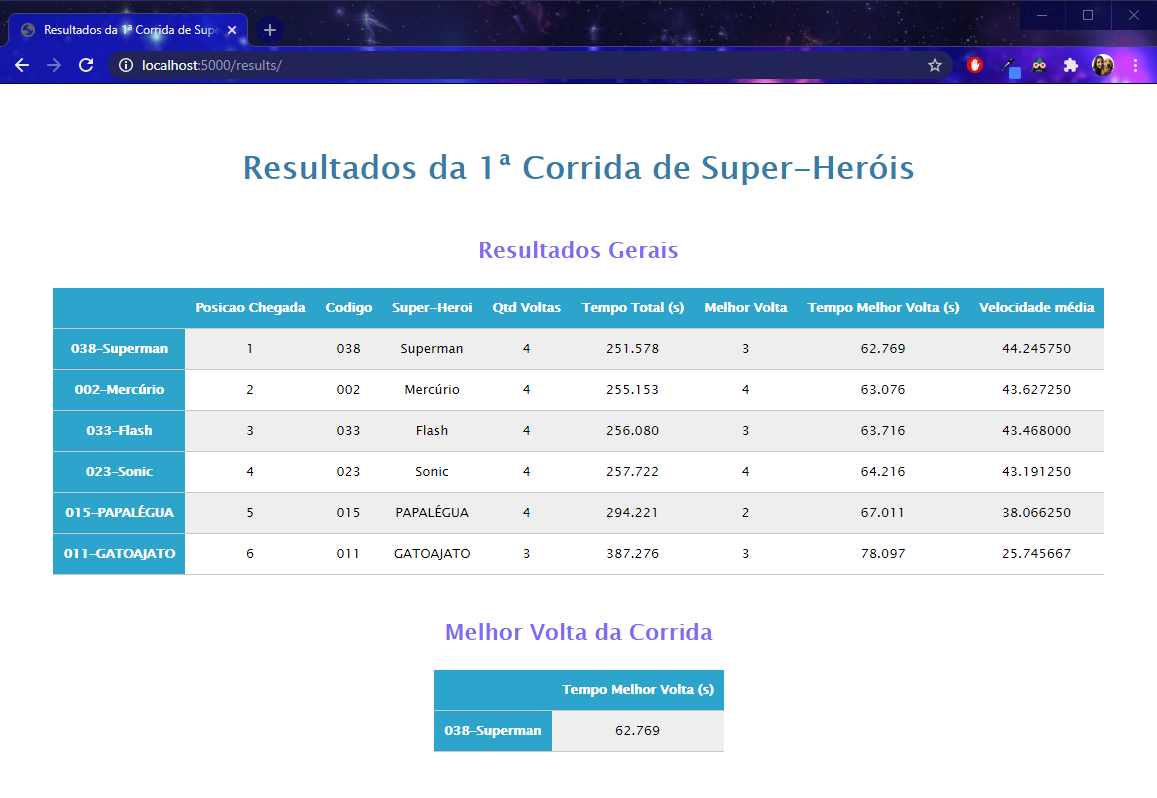 Resultados da 1ª Corrida de Supe
localhost:5000/results/
Resultados da 1ª Corrida de Super-Heróis
Resultados Gerais
Posicao Chegada Codigo Super-Heroi Qtd Voltas Tempo Total (s) Melhor Volta Tempo Melhor Volta (s) Velocidade média
038-Superman 1 038 Superman 4 251.578 3 62.769 44.245750
002-Mercúrio 2 002 Mercúrio 4 255.153 4 63.076 43.627250
033-Flash 3 033 Flash 4 256.080 3 63.716 43.468000
023-Sonic 4 023 Sonic 4 257.722 4 64.216 43.191250
015-PAPALÉGUA 5 015 PAPALÉGUA 4 294.221 2 67.011 38.066250
011-GATOAJATO 6 011 GATOAJATO 3 387.276 3 78.097 25.745667
Melhor Volta da Corrida
Tempo Melhor Volta (s)
038-Superman 62.769